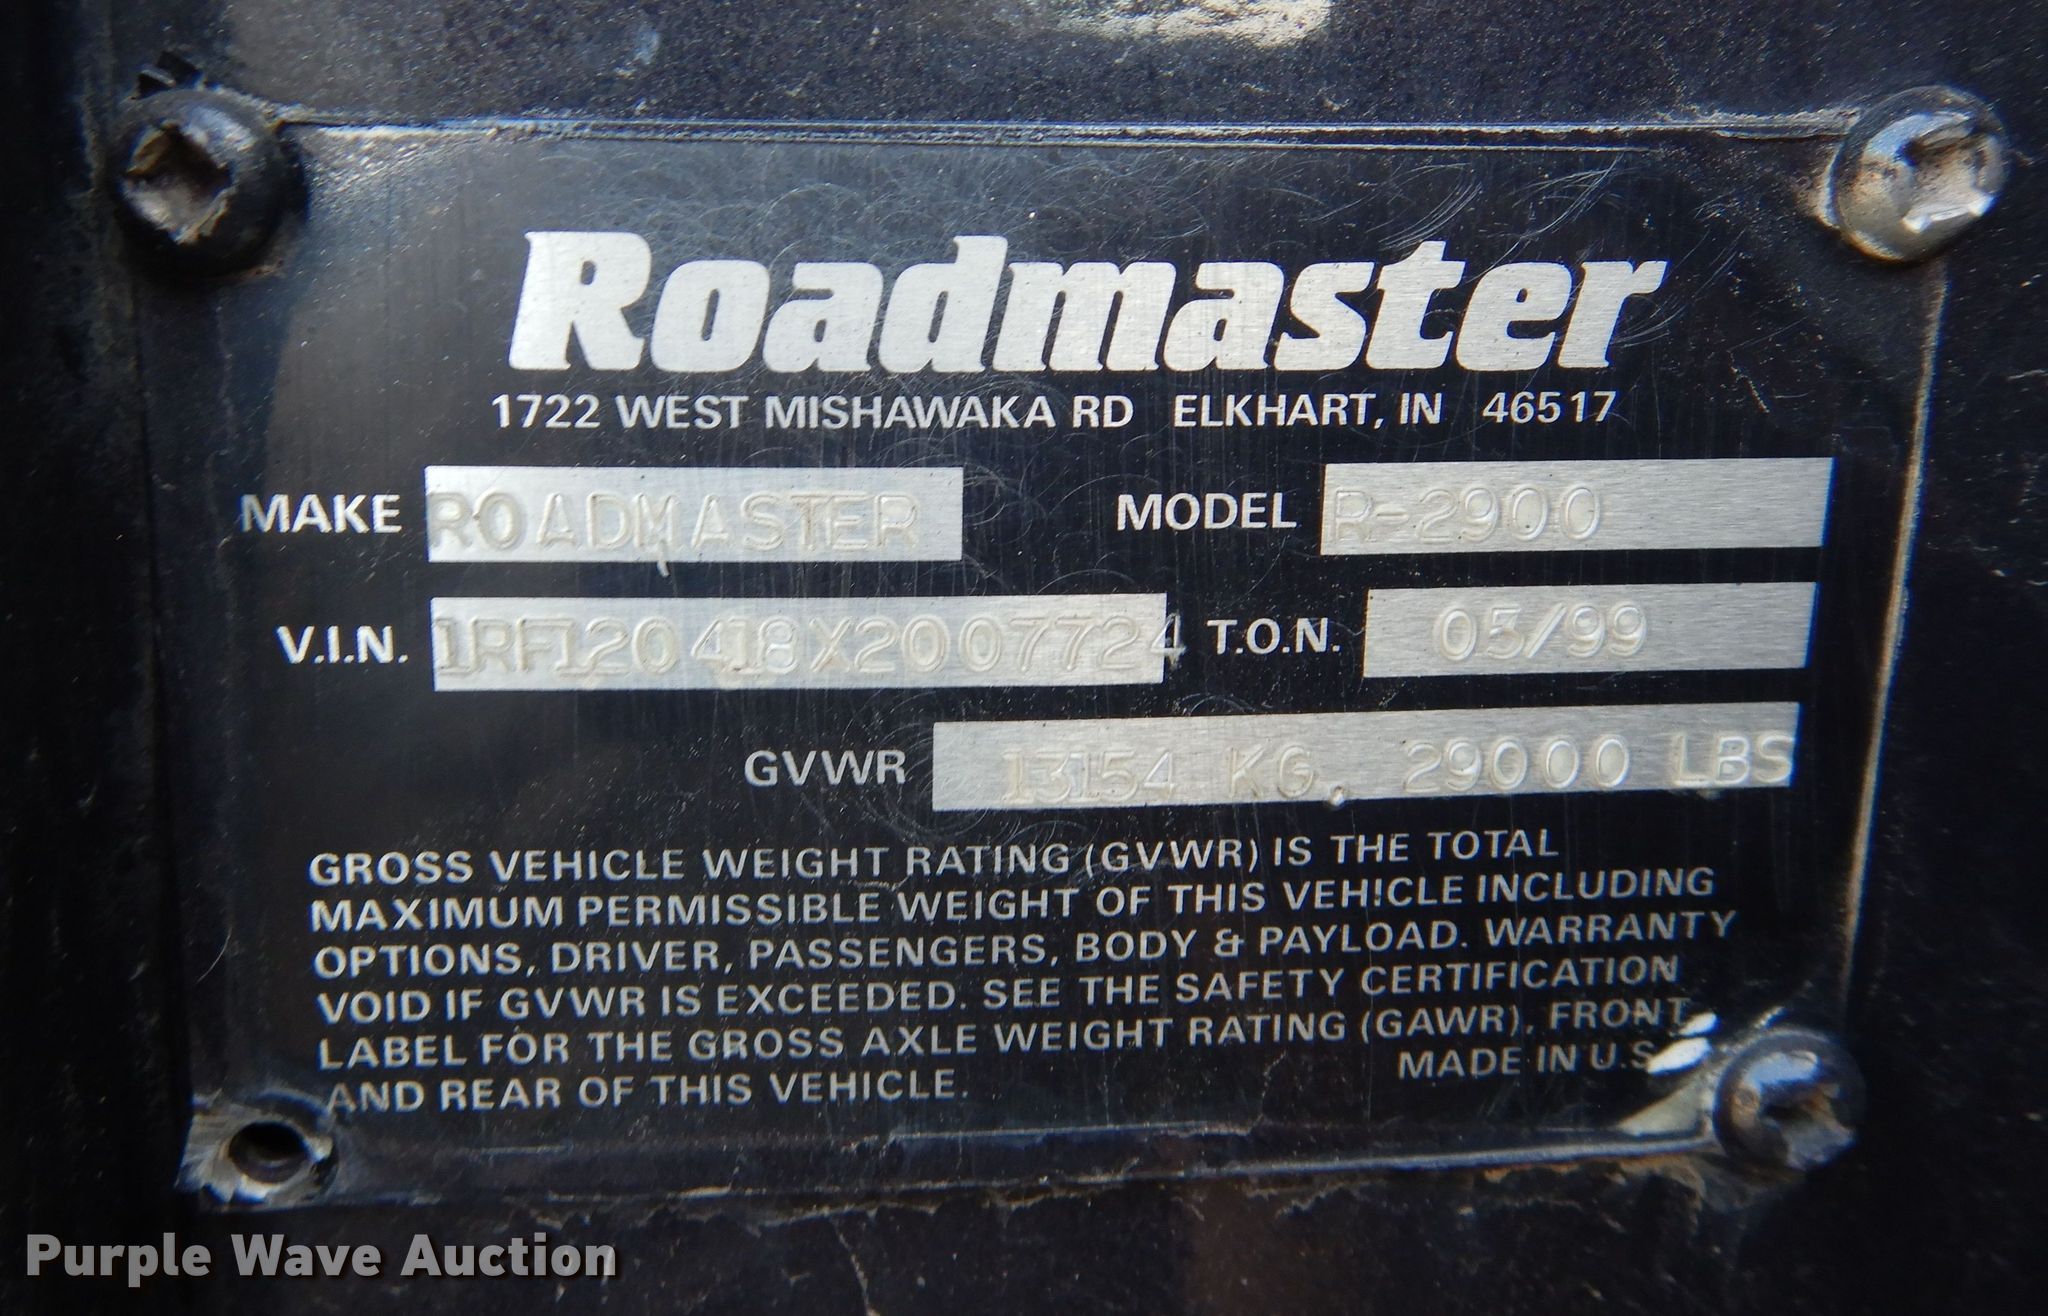 Roadmaster
1722 WEST MISHAWAKA RD ELKHART, IN 46517
MAKE ROADMASTER MODEL R-2900
V.I.N. 1RF120418X2007724 T.O.N. 05/99
GVWR 13154 KG. 29000 LBS
GROSS VEHICLE WEIGHT RATING (GVWR) IS THE TOTAL
MAXIMUM PERMISSIBLE WEIGHT OF THIS VEHICLE INCLUDING
OPTIONS, DRIVER, PASSENGERS, BODY & PAYLOAD. WARRANTY
VOID IF GVWR IS EXCEEDED. SEE THE SAFETY CERTIFICATION
LABEL FOR THE GROSS AXLE WEIGHT RATING (GAWR), FRONT
AND REAR OF THIS VEHICLE. MADE IN U.S.
Purple Wave Auction